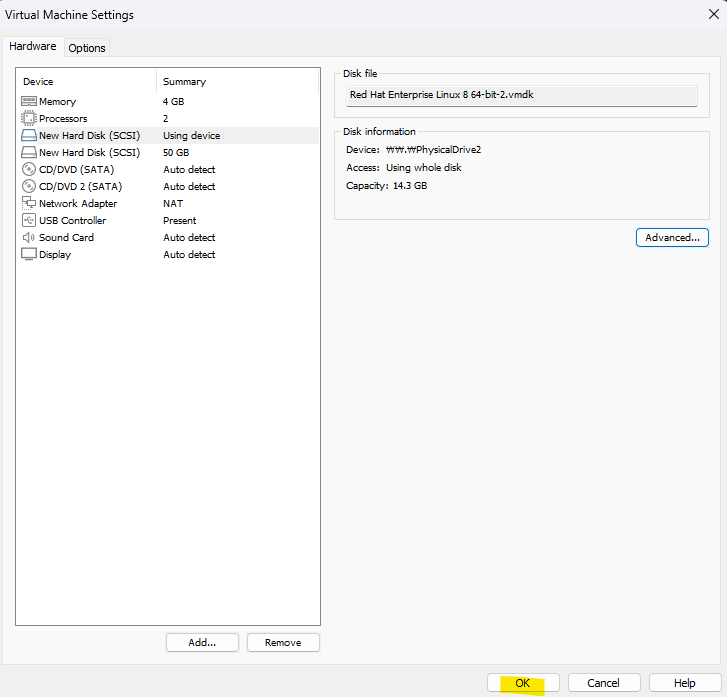 Virtual Machine Settings
Hardware Options
Device Summary
Memory 4 GB
Processors 2
New Hard Disk (SCSI) Using device
New Hard Disk (SCSI) 50 GB
CD/DVD (SATA) Auto detect
CD/DVD 2 (SATA) Auto detect
Network Adapter NAT
USB Controller Present
Sound Card Auto detect
Display Auto detect
Add... Remove
Disk file
Red Hat Enterprise Linux 8 64-bit-2.vmdk
Disk information
Device: ₩₩.₩PhysicalDrive2
Access: Using whole disk
Capacity: 14.3 GB
Advanced...
OK Cancel Help